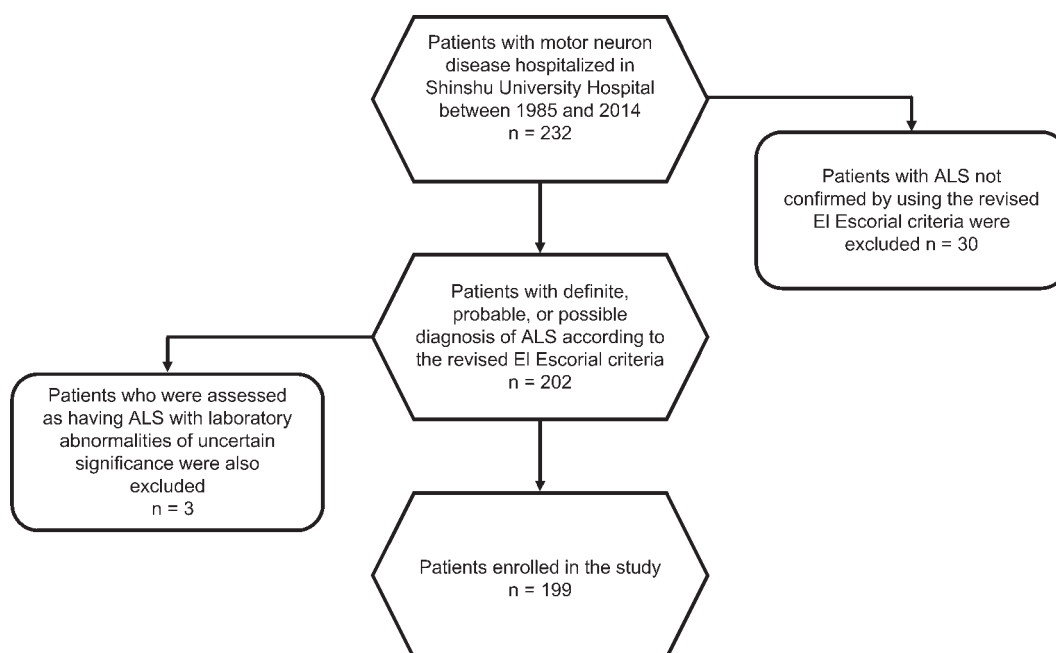 Patients with motor neuron
disease hospitalized in
Shinshu University Hospital
between 1985 and 2014
n = 232
Patients with ALS not
confirmed by using the revised
El Escorial criteria were
excluded n = 30
Patients with definite,
probable, or possible
diagnosis of ALS according to
the revised El Escorial criteria
n = 202
Patients who were assessed
as having ALS with laboratory
abnormalities of uncertain
significance were also
excluded
n = 3
Patients enrolled in the study
n = 199